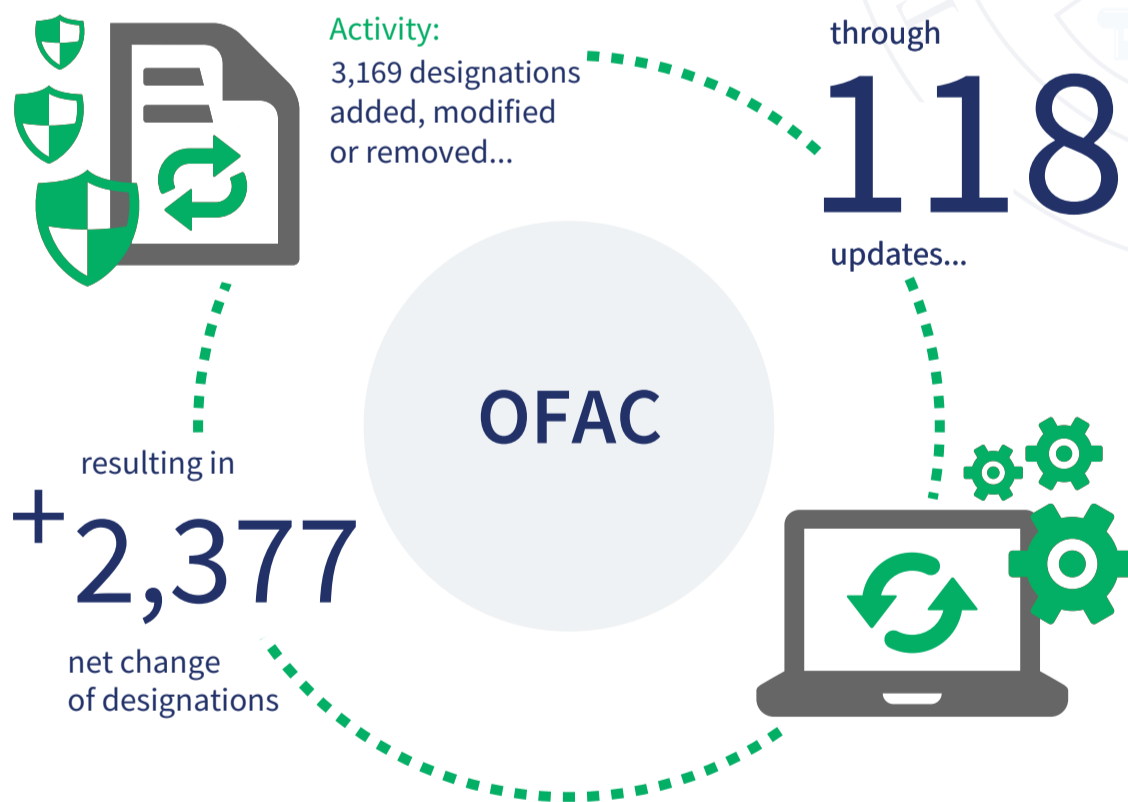 Activity:
3,169 designations
added, modified
or removed...
through
118
updates...
OFAC
resulting in
+2,377
net change
of designations